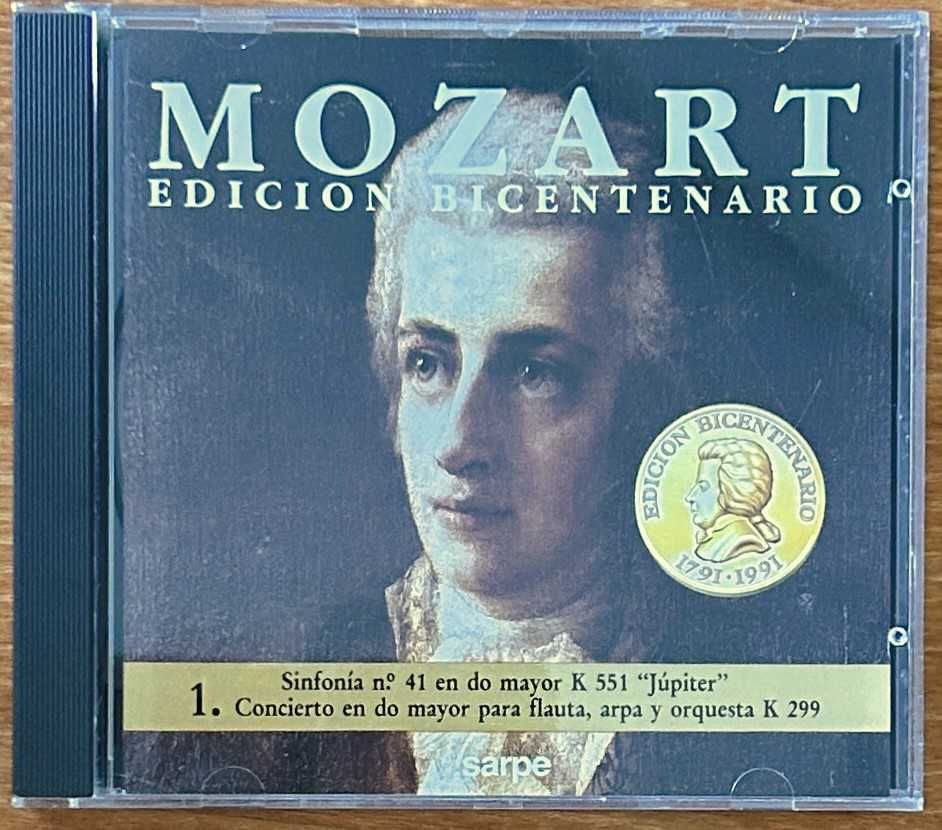 MOZART
EDICION BICENTENARIO
EDICION BICENTENARIO
1791 · 1991
Sinfonía n.º 41 en do mayor K 551 “Júpiter”
1. Concierto en do mayor para flauta, arpa y orquesta K 299
sarpe